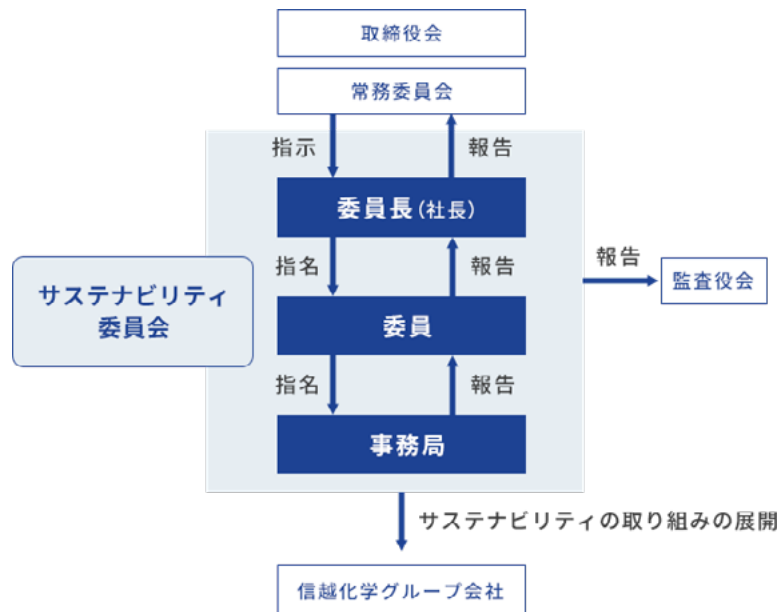 取締役会
常務委員会
指示
報告
委員長(社長)
指名
報告
報告
監査役会
サステナビリティ
委員会
委員
指名
報告
事務局
サステナビリティの取り組みの展開
信越化学グループ会社